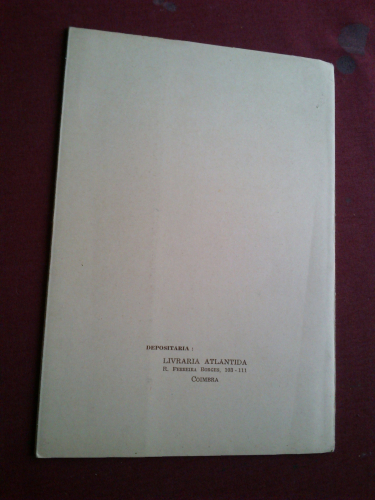 DEPOSITARIA :
LIVRARIA ATLANTIDA
R. FERREIRA BORGES, 103-111
COIMBRA